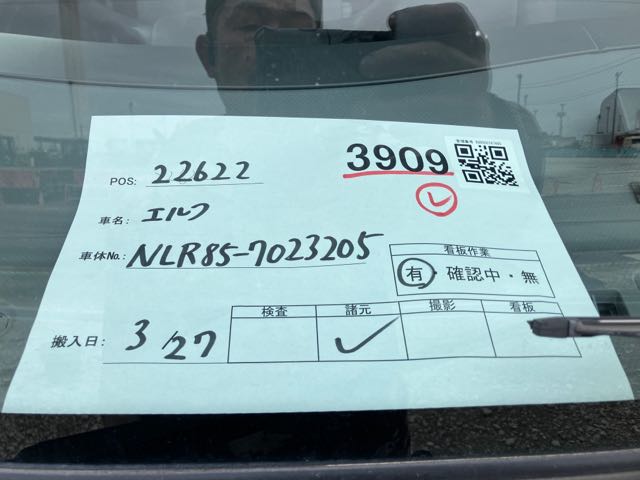 3909
POS: 22622
車名: エルフ
車体No.: NLR85-7023205
看板作業
有・確認中・無
搬入日: 3/27
検査 諸元 撮影 看板